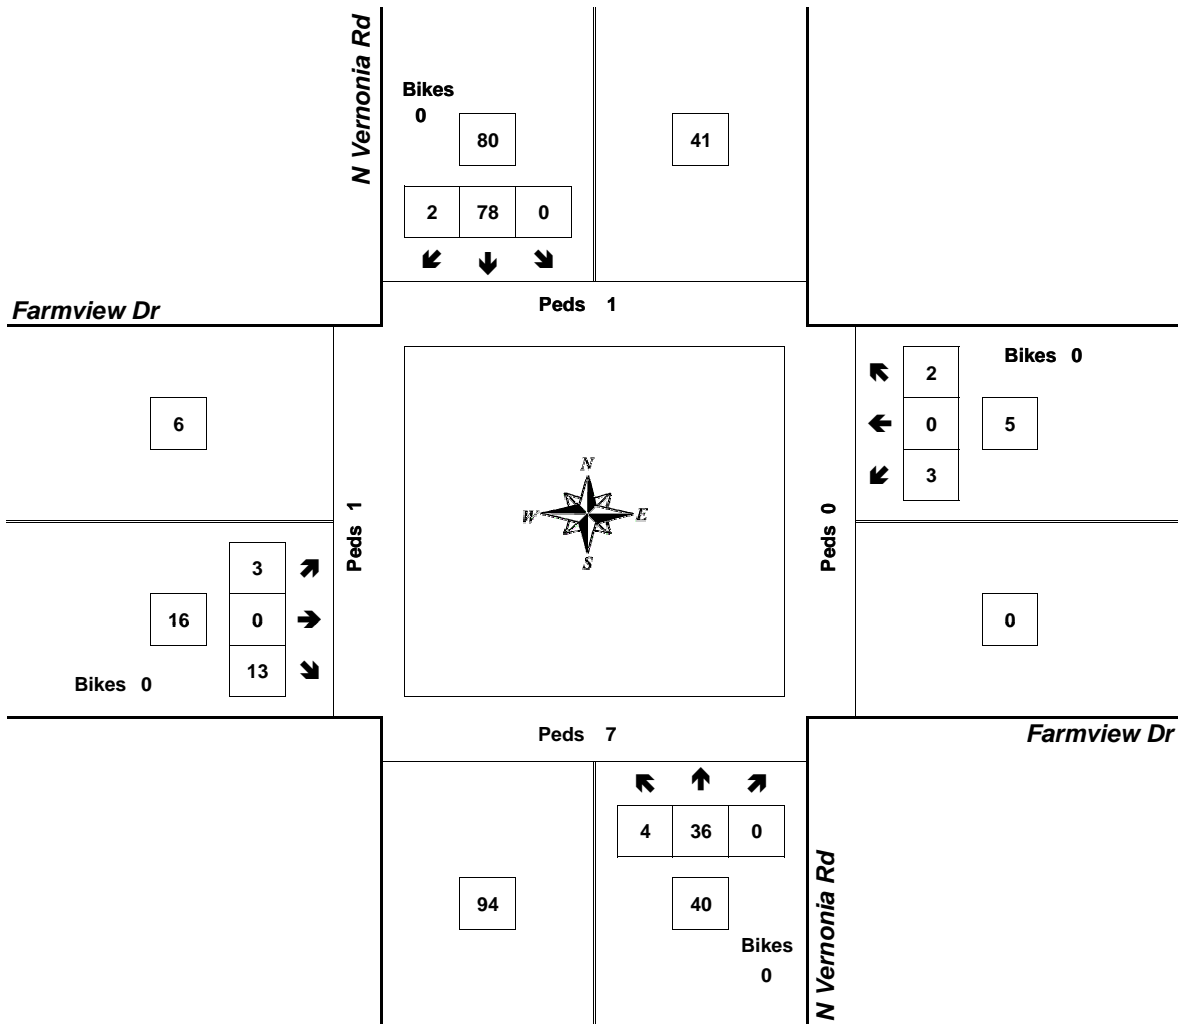 N Vernonia Rd
Bikes
0
80
41
2 78 0
Farmview Dr
Peds 1
Bikes 0
2
6
0
5
3
N
W E
S
Peds 1
Peds 0
3
16
0
0
13
Bikes 0
Peds 7
Farmview Dr
4 36 0
94
40
Bikes
0
N Vernonia Rd